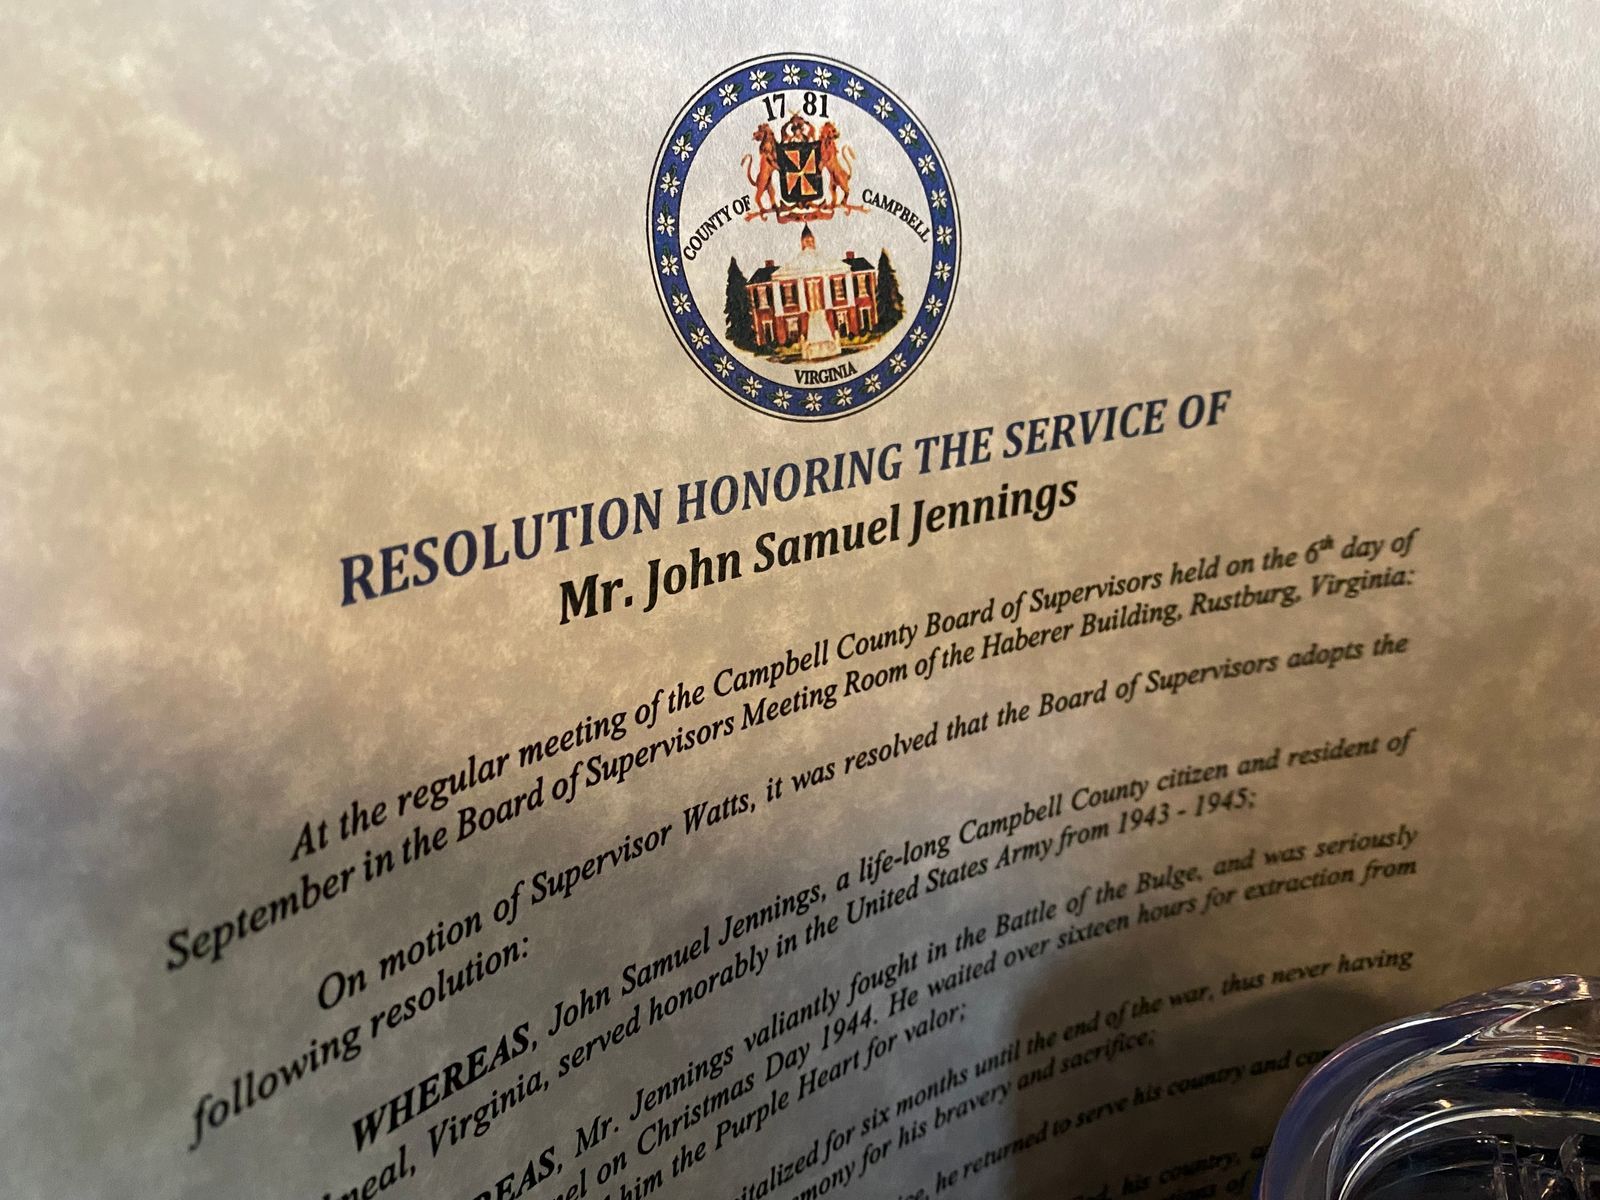 17 81
COUNTY OF CAMPBELL
VIRGINIA
RESOLUTION HONORING THE SERVICE OF
Mr. John Samuel Jennings
At the regular meeting of the Campbell County Board of Supervisors held on the 6th day of
September in the Board of Supervisors Meeting Room of the Haberer Building, Rustburg, Virginia:
On motion of Supervisor Watts, it was resolved that the Board of Supervisors adopts the
following resolution:
WHEREAS, John Samuel Jennings, a life-long Campbell County citizen and resident of
neal, Virginia, served honorably in the United States Army from 1943 - 1945;
REAS, Mr. Jennings valiantly fought in the Battle of the Bulge, and was seriously
nel on Christmas Day 1944. He waited over sixteen hours for extraction from
him the Purple Heart for valor;
italized for six months until the end of the war, thus never having
mony for his bravery and sacrifice;
he returned to serve his country and
his country,